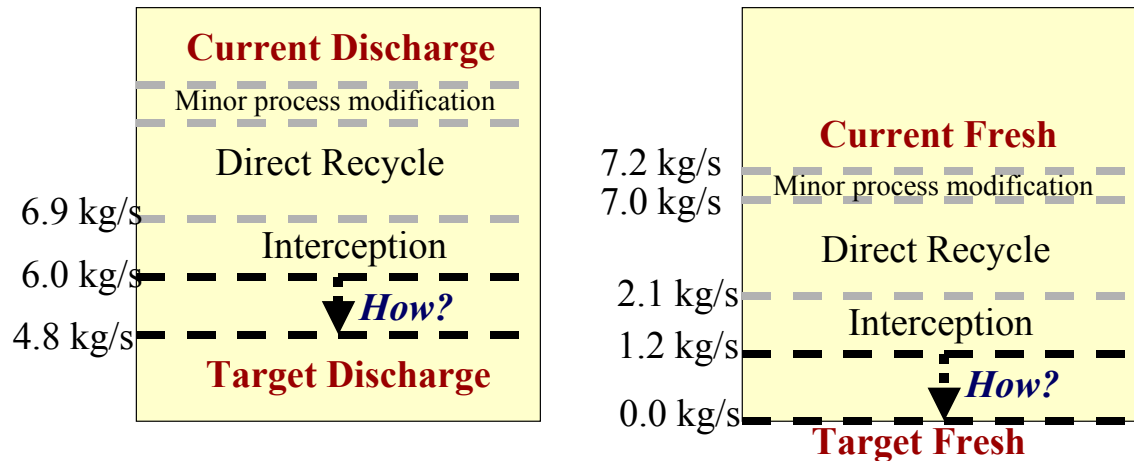 Current Discharge
Minor process modification
Direct Recycle
6.9 kg/s
Interception
6.0 kg/s
How?
4.8 kg/s
Target Discharge
Current Fresh
7.2 kg/s
Minor process modification
7.0 kg/s
Direct Recycle
2.1 kg/s
Interception
1.2 kg/s
How?
0.0 kg/s
Target Fresh